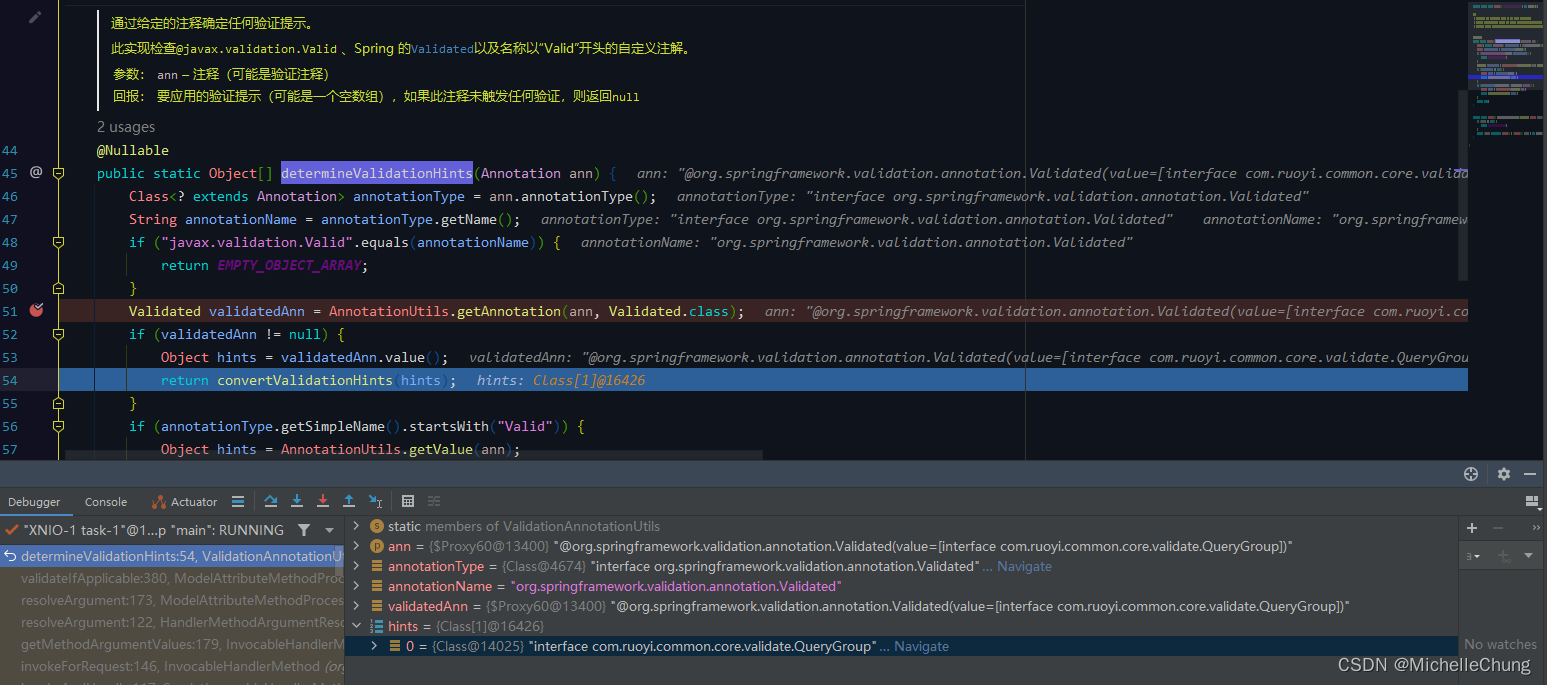 通过给定的注释确定任何验证提示。
此实现检查@javax.validation.Valid 、Spring 的Validated以及名称以“Valid”开头的自定义注解。
参数： ann – 注释（可能是验证注释）
回报： 要应用的验证提示（可能是一个空数组），如果此注释未触发任何验证，则返回null
2 usages
44 @Nullable
45 @ public static Object[] determineValidationHints(Annotation ann) { ann: "@org.springframework.validation.annotation.Validated(value=[interface com.ruoyi.common.core.valida
46 Class<? extends Annotation> annotationType = ann.annotationType(); annotationType: "interface org.springframework.validation.annotation.Validated"
47 String annotationName = annotationType.getName(); annotationType: "interface org.springframework.validation.annotation.Validated" annotationName: "org.springframew
48 if ("javax.validation.Valid".equals(annotationName)) { annotationName: "org.springframework.validation.annotation.Validated"
49 return EMPTY_OBJECT_ARRAY;
50 }
51 Validated validatedAnn = AnnotationUtils.getAnnotation(ann, Validated.class); ann: "@org.springframework.validation.annotation.Validated(value=[interface com.ruoyi.co
52 if (validatedAnn != null) {
53 Object hints = validatedAnn.value(); validatedAnn: "@org.springframework.validation.annotation.Validated(value=[interface com.ruoyi.common.core.validate.QueryGrou
54 return convertValidationHints(hints); hints: Class[1]@16426
55 }
56 if (annotationType.getSimpleName().startsWith("Valid")) {
57 Object hints = AnnotationUtils.getValue(ann);
Debugger Console Actuator
"XNIO-1 task-1"@1...p "main": RUNNING
determineValidationHints:54, ValidationAnnotationU
validateIfApplicable:380, ModelAttributeMethodProc
resolveArgument:173, ModelAttributeMethodProces
resolveArgument:122, HandlerMethodArgumentReso
getMethodArgumentValues:179, InvocableHandlerM
invokeForRequest:146, InvocableHandlerMethod (or
static members of ValidationAnnotationUtils
ann = {$Proxy60@13400} "@org.springframework.validation.annotation.Validated(value=[interface com.ruoyi.common.core.validate.QueryGroup])"
annotationType = {Class@4674} "interface org.springframework.validation.annotation.Validated" ... Navigate
annotationName = "org.springframework.validation.annotation.Validated"
validatedAnn = {$Proxy60@13400} "@org.springframework.validation.annotation.Validated(value=[interface com.ruoyi.common.core.validate.QueryGroup])"
hints = {Class[1]@16426}
0 = {Class@14025} "interface com.ruoyi.common.core.validate.QueryGroup" ... Navigate
No watches
CSDN @MichelleChung